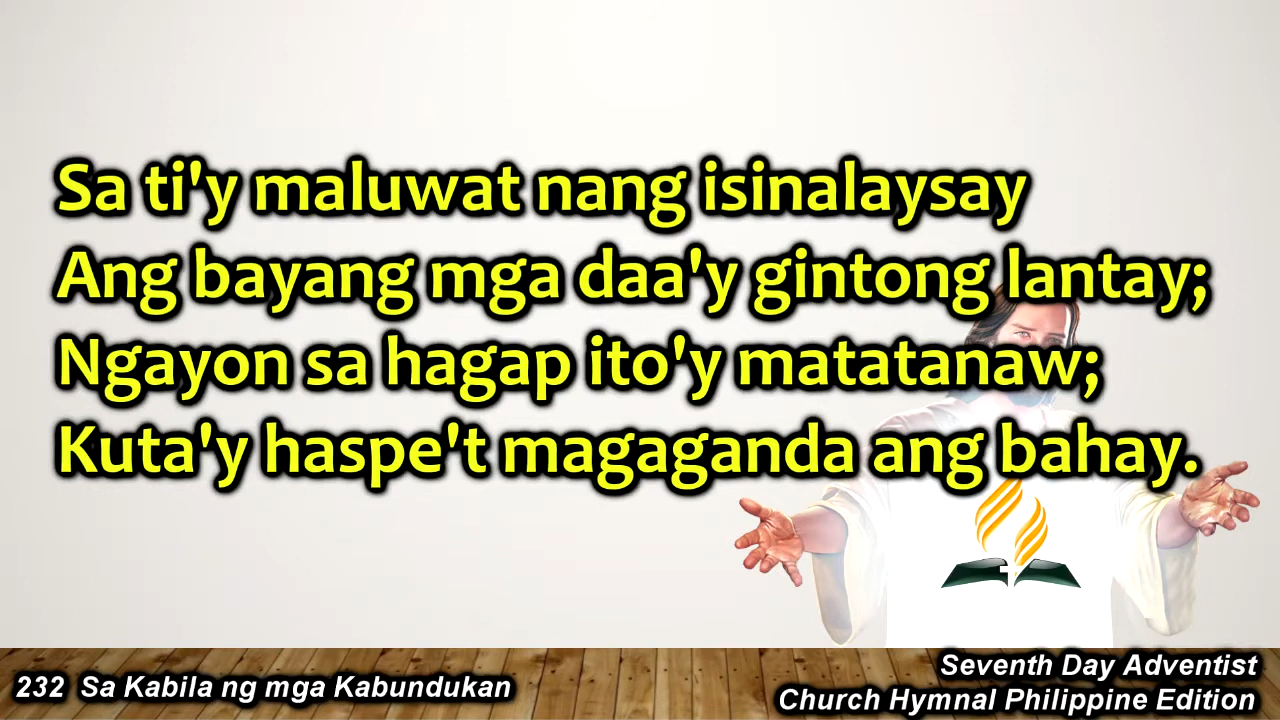 Sa ti'y maluwat nang isinalaysay
Ang bayang mga daa'y gintong lantay;
Ngayon sa hagap ito'y matatanaw;
Kuta'y haspe't magaganda ang bahay.
232 Sa Kabila ng mga Kabundukan
Seventh Day Adventist
Church Hymnal Philippine Edition